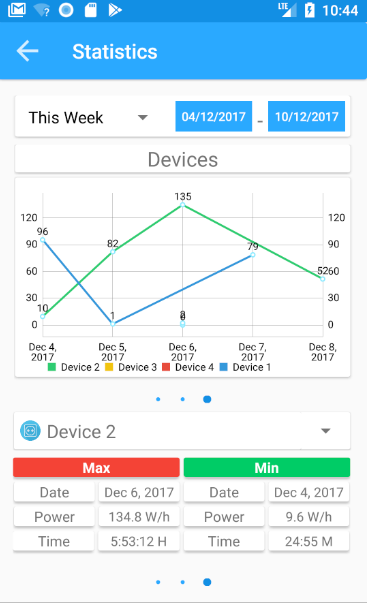 LTE 10:44
Statistics
This Week 04/12/2017 - 10/12/2017
Devices
135
120 120
96
90 82 79 90
60 52 60
30 30
10
0 1 0
Dec 4, Dec 5, Dec 6, Dec 7, Dec 8,
2017 2017 2017 2017 2017
Device 2 Device 3 Device 4 Device 1
Device 2
Max Min
Date Dec 6, 2017 Date Dec 4, 2017
Power 134.8 W/h Power 9.6 W/h
Time 5:53:12 H Time 24:55 M